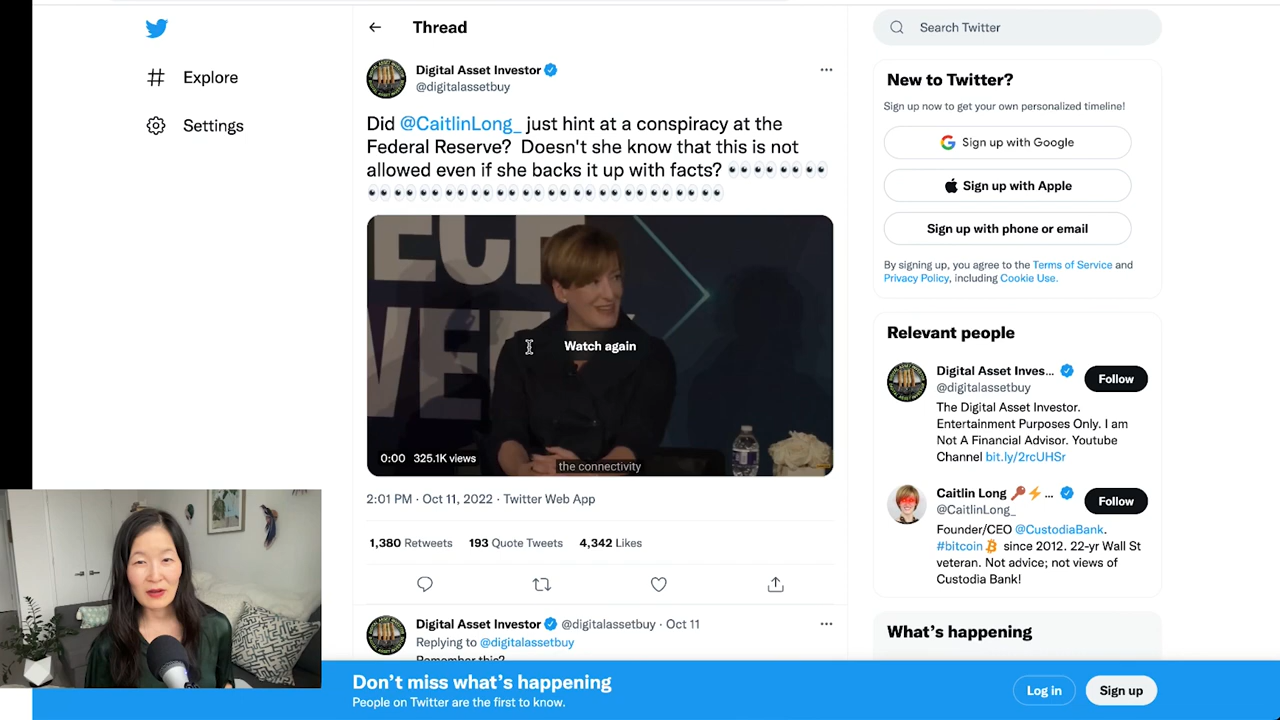 Explore
Settings
Thread
Digital Asset Investor
@digitalassetbuy
Did @CaitlinLong_ just hint at a conspiracy at the
Federal Reserve? Doesn't she know that this is not
allowed even if she backs it up with facts?
Watch again
0:00 325.1K views
the connectivity
2:01 PM · Oct 11, 2022 · Twitter Web App
1,380 Retweets 193 Quote Tweets 4,342 Likes
Digital Asset Investor @digitalassetbuy · Oct 11
Replying to @digitalassetbuy
Remember this?
Search Twitter
New to Twitter?
Sign up now to get your own personalized timeline!
Sign up with Google
Sign up with Apple
Sign up with phone or email
By signing up, you agree to the Terms of Service and
Privacy Policy, including Cookie Use.
Relevant people
Digital Asset Inves...
@digitalassetbuy
Follow
The Digital Asset Investor.
Entertainment Purposes Only. I am
Not A Financial Advisor. Youtube
Channel bit.ly/2rcUHSr
Caitlin Long 🔑⚡...
@CaitlinLong_
Follow
Founder/CEO @CustodiaBank.
#bitcoin since 2012. 22-yr Wall St
veteran. Not advice; not views of
Custodia Bank!
What's happening
Don't miss what's happening
People on Twitter are the first to know.
Log in
Sign up